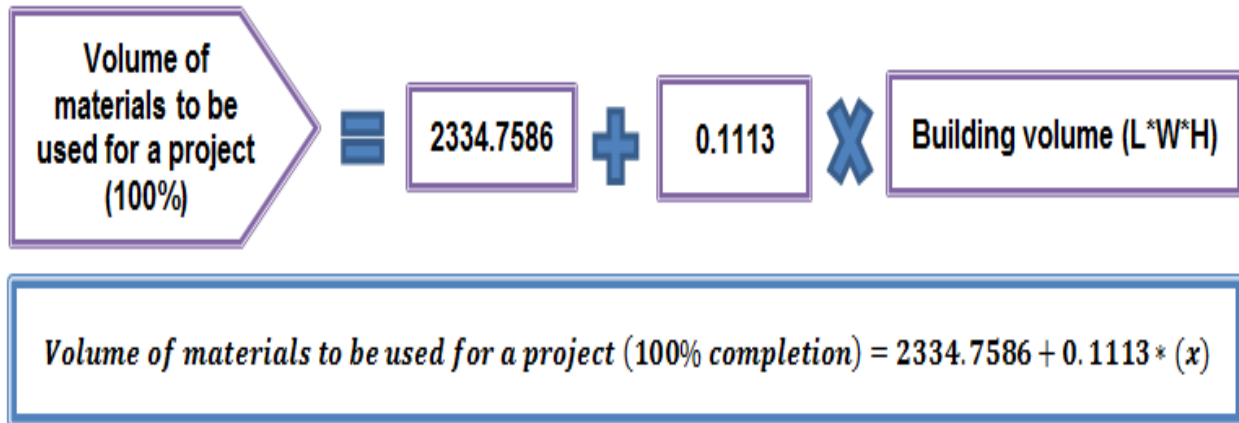 Volume of
materials to be
used for a project
(100%)
2334.7586
0.1113
Building volume (L*W*H)
Volume of materials to be used for a project (100% completion) = 2334.7586 + 0.1113 * (x)